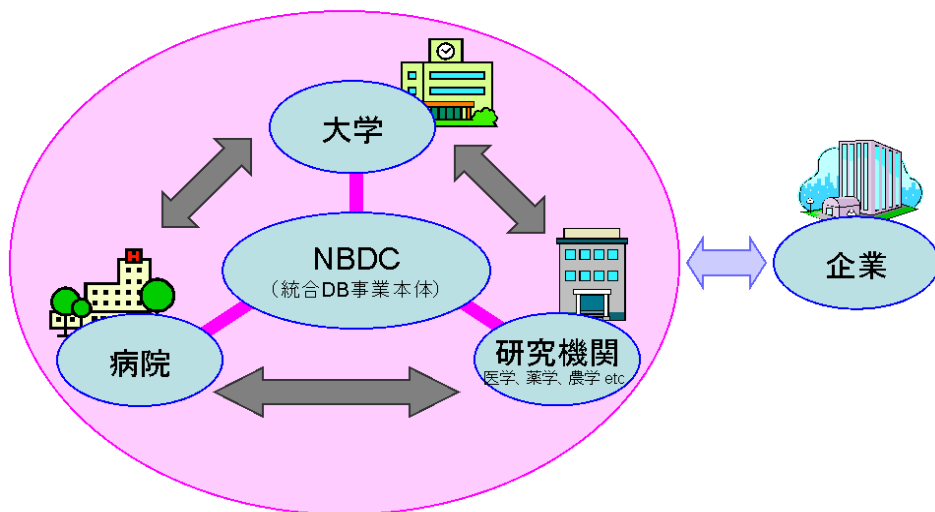 大学
NBDC
（統合DB事業本体）
企業
H
病院
研究機関
医学、薬学、農学 etc